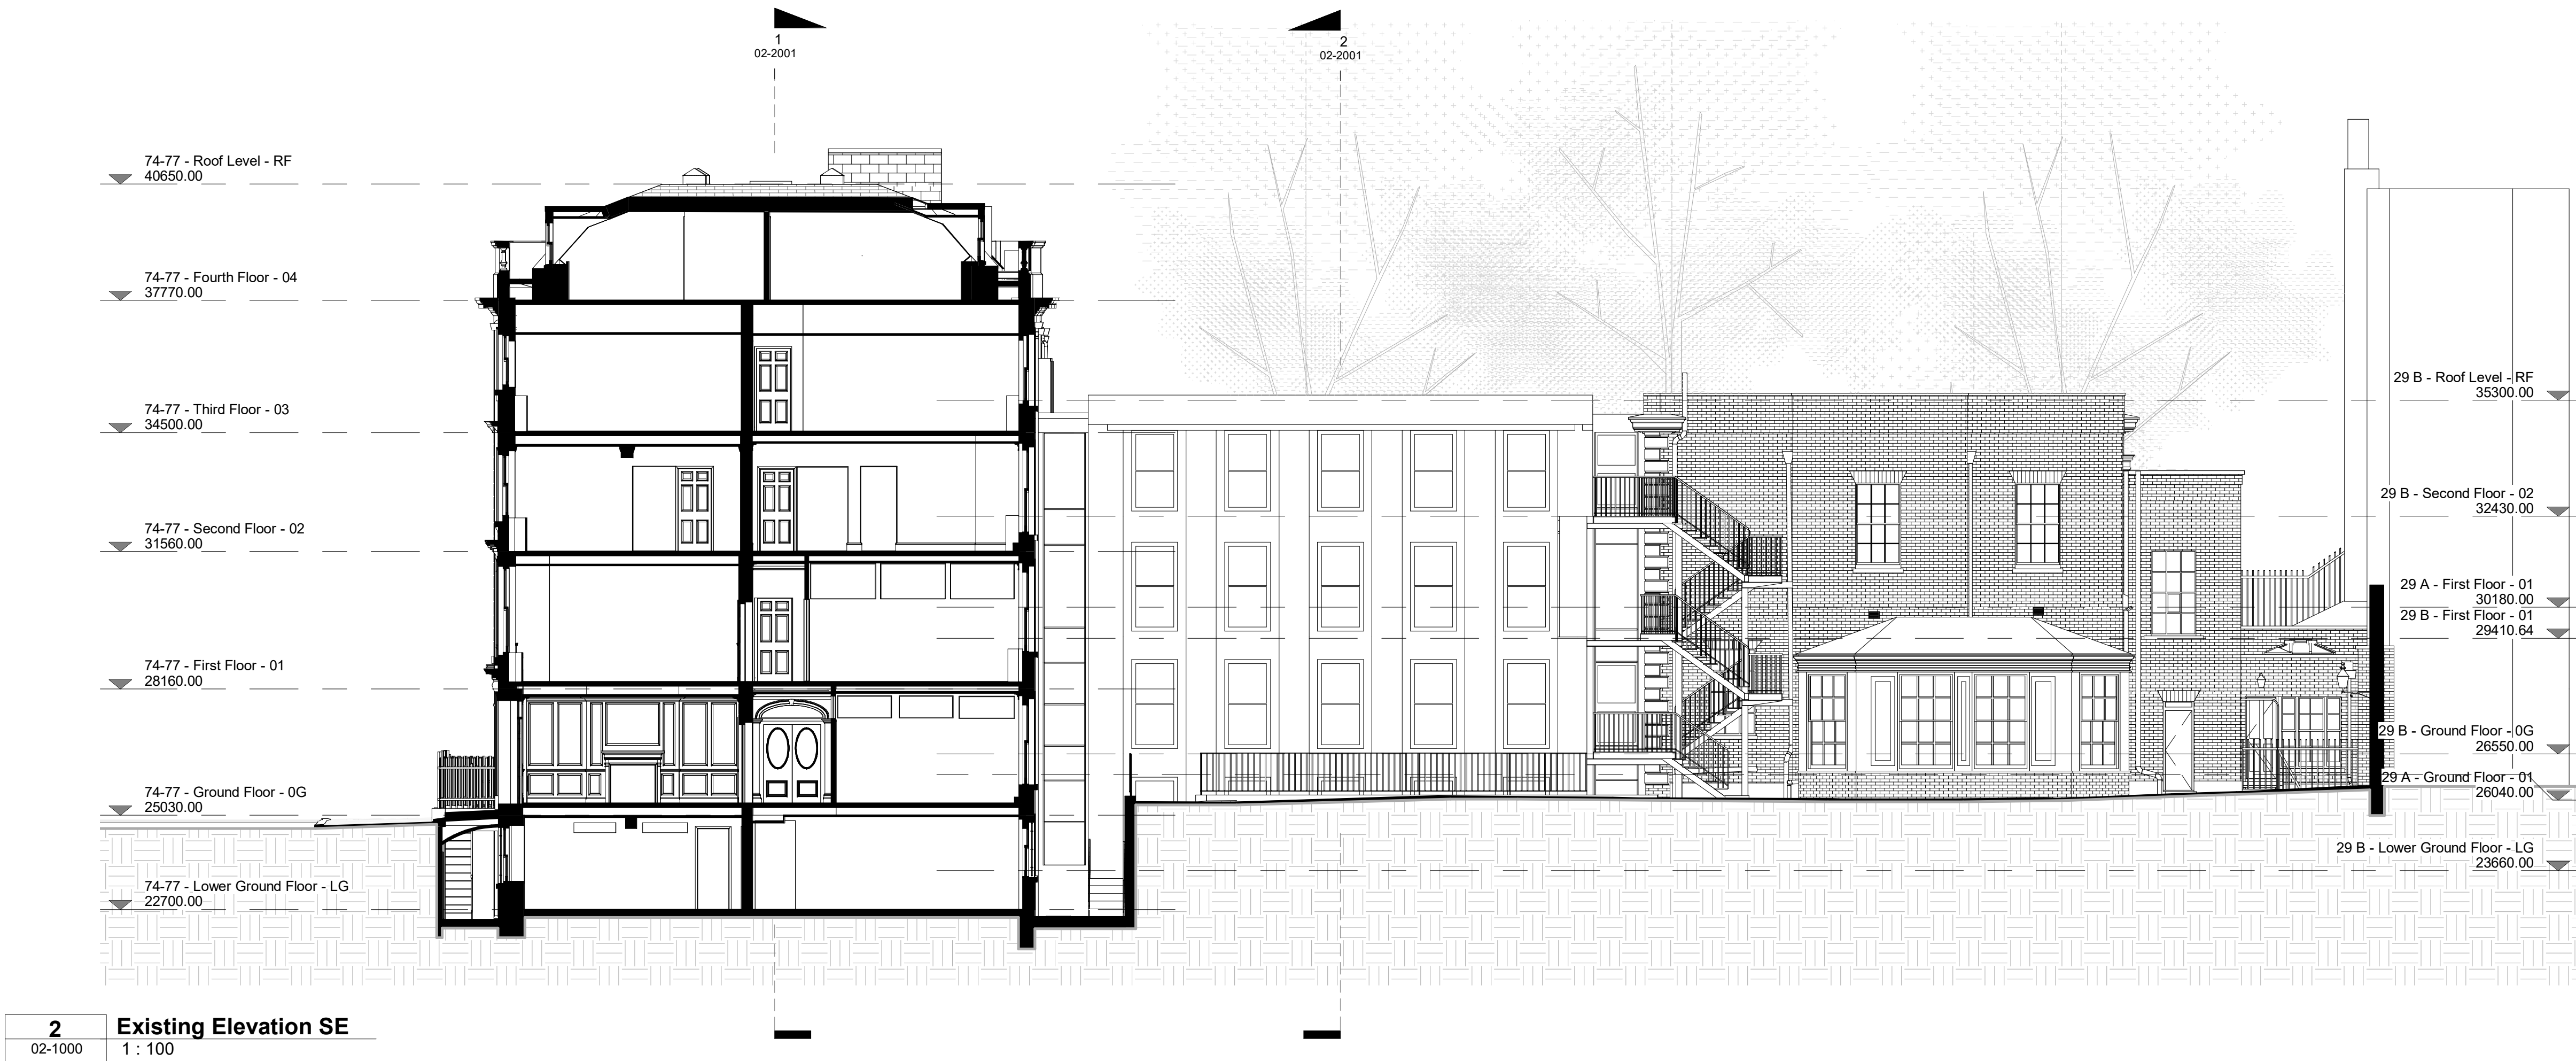 1
02-2001
2
02-2001
74-77 - Roof Level - RF
40650.00
74-77 - Fourth Floor - 04
37770.00
74-77 - Third Floor - 03
34500.00
74-77 - Second Floor - 02
31560.00
74-77 - First Floor - 01
28160.00
74-77 - Ground Floor - 0G
25030.00
74-77 - Lower Ground Floor - LG
22700.00
29 B - Roof Level - RF
35300.00
29 B - Second Floor - 02
32430.00
29 A - First Floor - 01
30180.00
29 B - First Floor - 01
29410.64
29 B - Ground Floor - 0G
26550.00
29 A - Ground Floor - 01
26040.00
29 B - Lower Ground Floor - LG
23660.00
2
02-1000
Existing Elevation SE
1 : 100